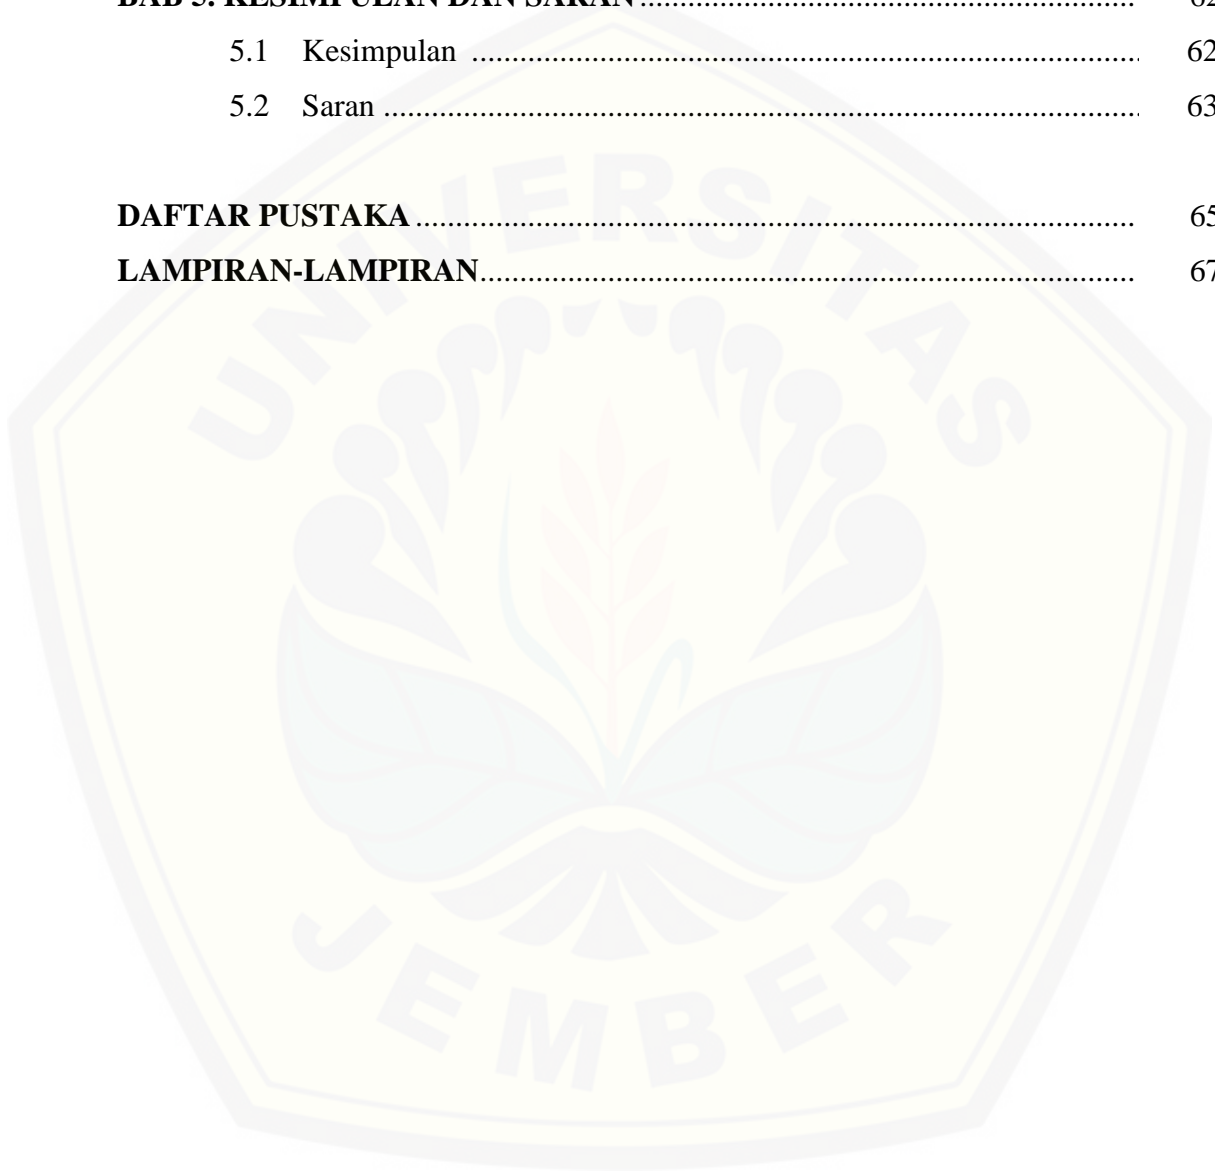 BAB 5. KESIMPULAN DAN SARAN.................................................................... 62
5.1 Kesimpulan .............................................................................................. 62
5.2 Saran .......................................................................................................... 63
DAFTAR PUSTAKA..................................................................................................... 65
LAMPIRAN-LAMPIRAN............................................................................................ 67
UNIVERSITAS
JEMBER